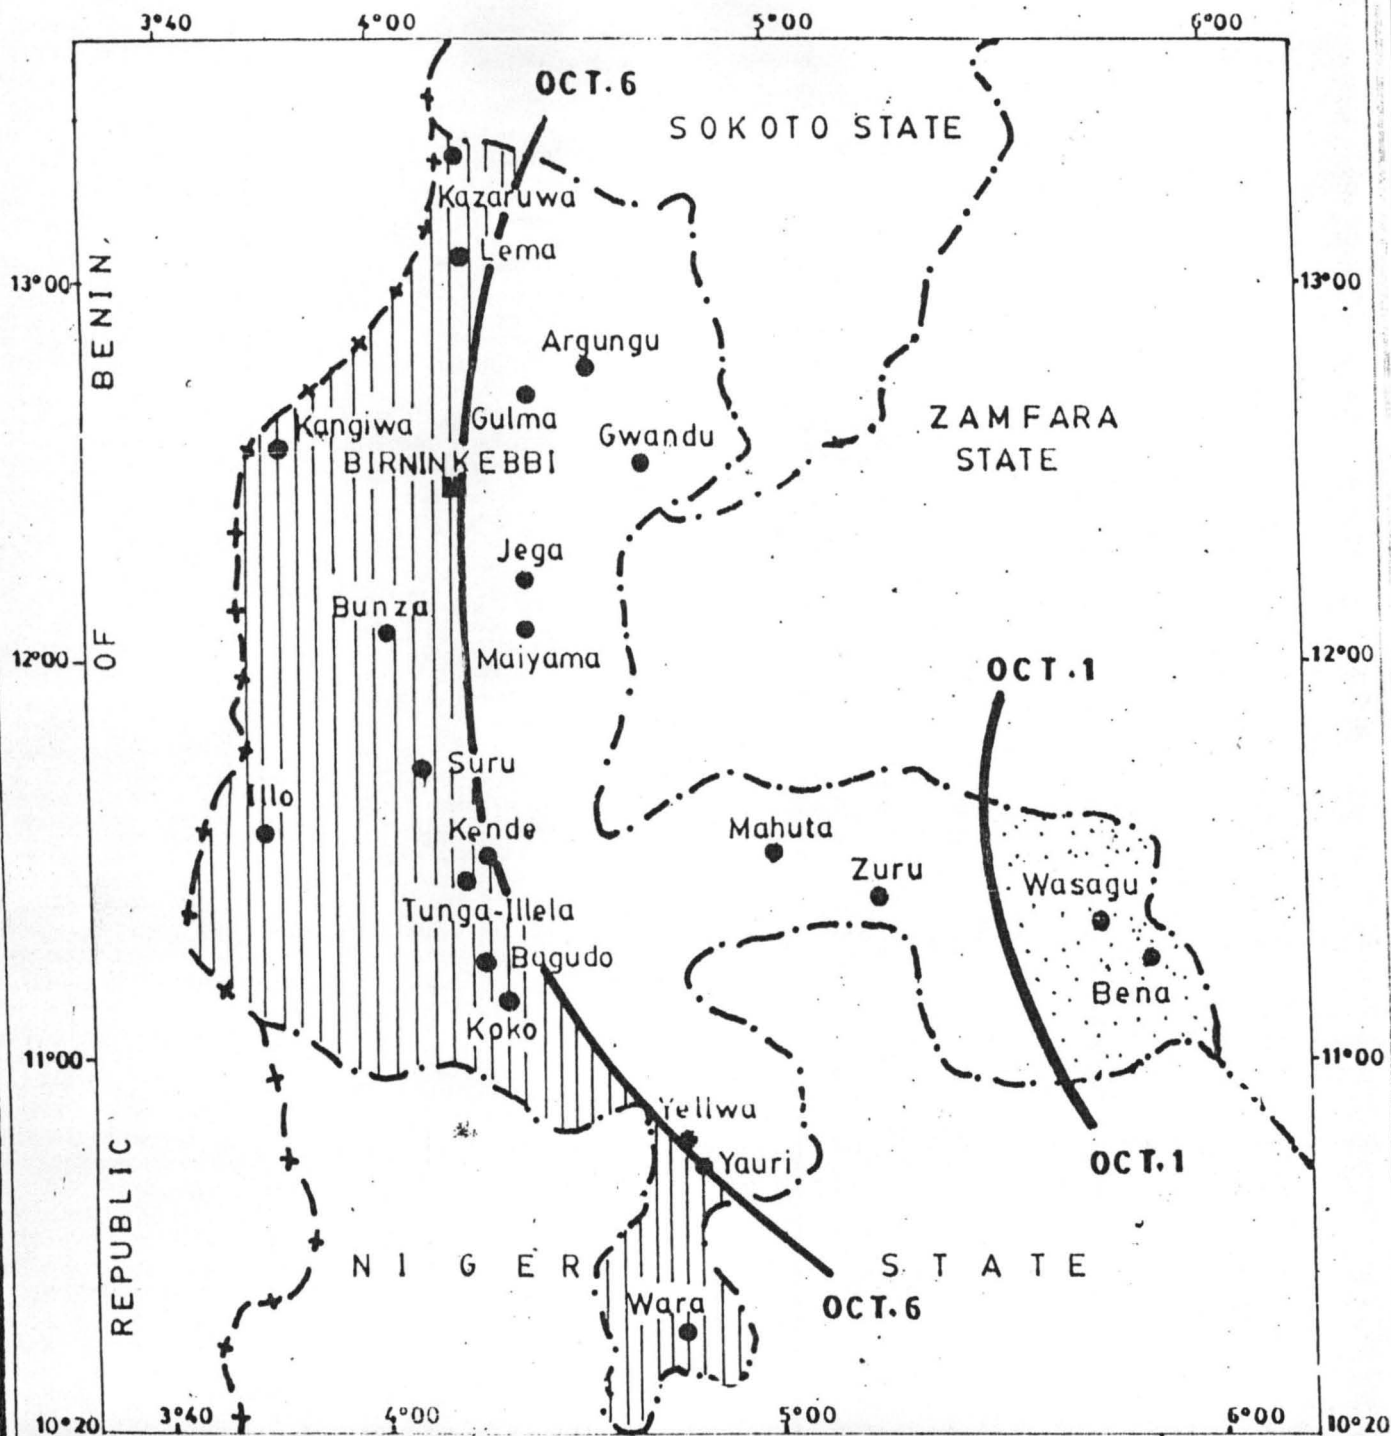 3°40 4°00 5°00 6°00
OCT.6
SOKOTO STATE
Kazaruwa
Lema
13°00 13°00
BENIN.
Argungu
Gulma
Gwandu
ZAMFARA
STATE
Kangiwa
BIRNINKEBBI
Jega
Bunza
Maiyama
12°00 12°00
OF
OCT.1
Suru
Illo
Kende
Mahuta
Zuru
Wasagu
Tunga-Illela
Bagudo
Bena
Koko
11°00 11°00
Yellwa
Yauri
OCT.1
REPUBLIC
NIGER STATE
Wara
OCT.6
10°20 3°40 4°00 5°00 6°00 10°20